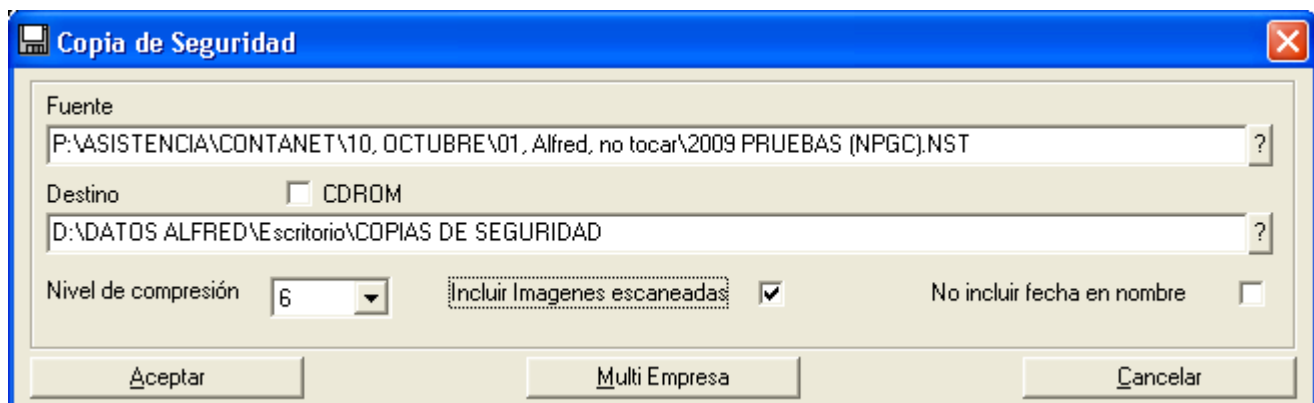 Copia de Seguridad
Fuente
P:\ASISTENCIA\CONTANET\10, OCTUBRE\01, Alfred, no tocar\2009 PRUEBAS (NPGC).NST
?
Destino CDROM
D:\DATOS ALFRED\Escritorio\COPIAS DE SEGURIDAD
?
Nivel de compresión 6 Incluir Imagenes escaneadas No incluir fecha en nombre
Aceptar Multi Empresa Cancelar